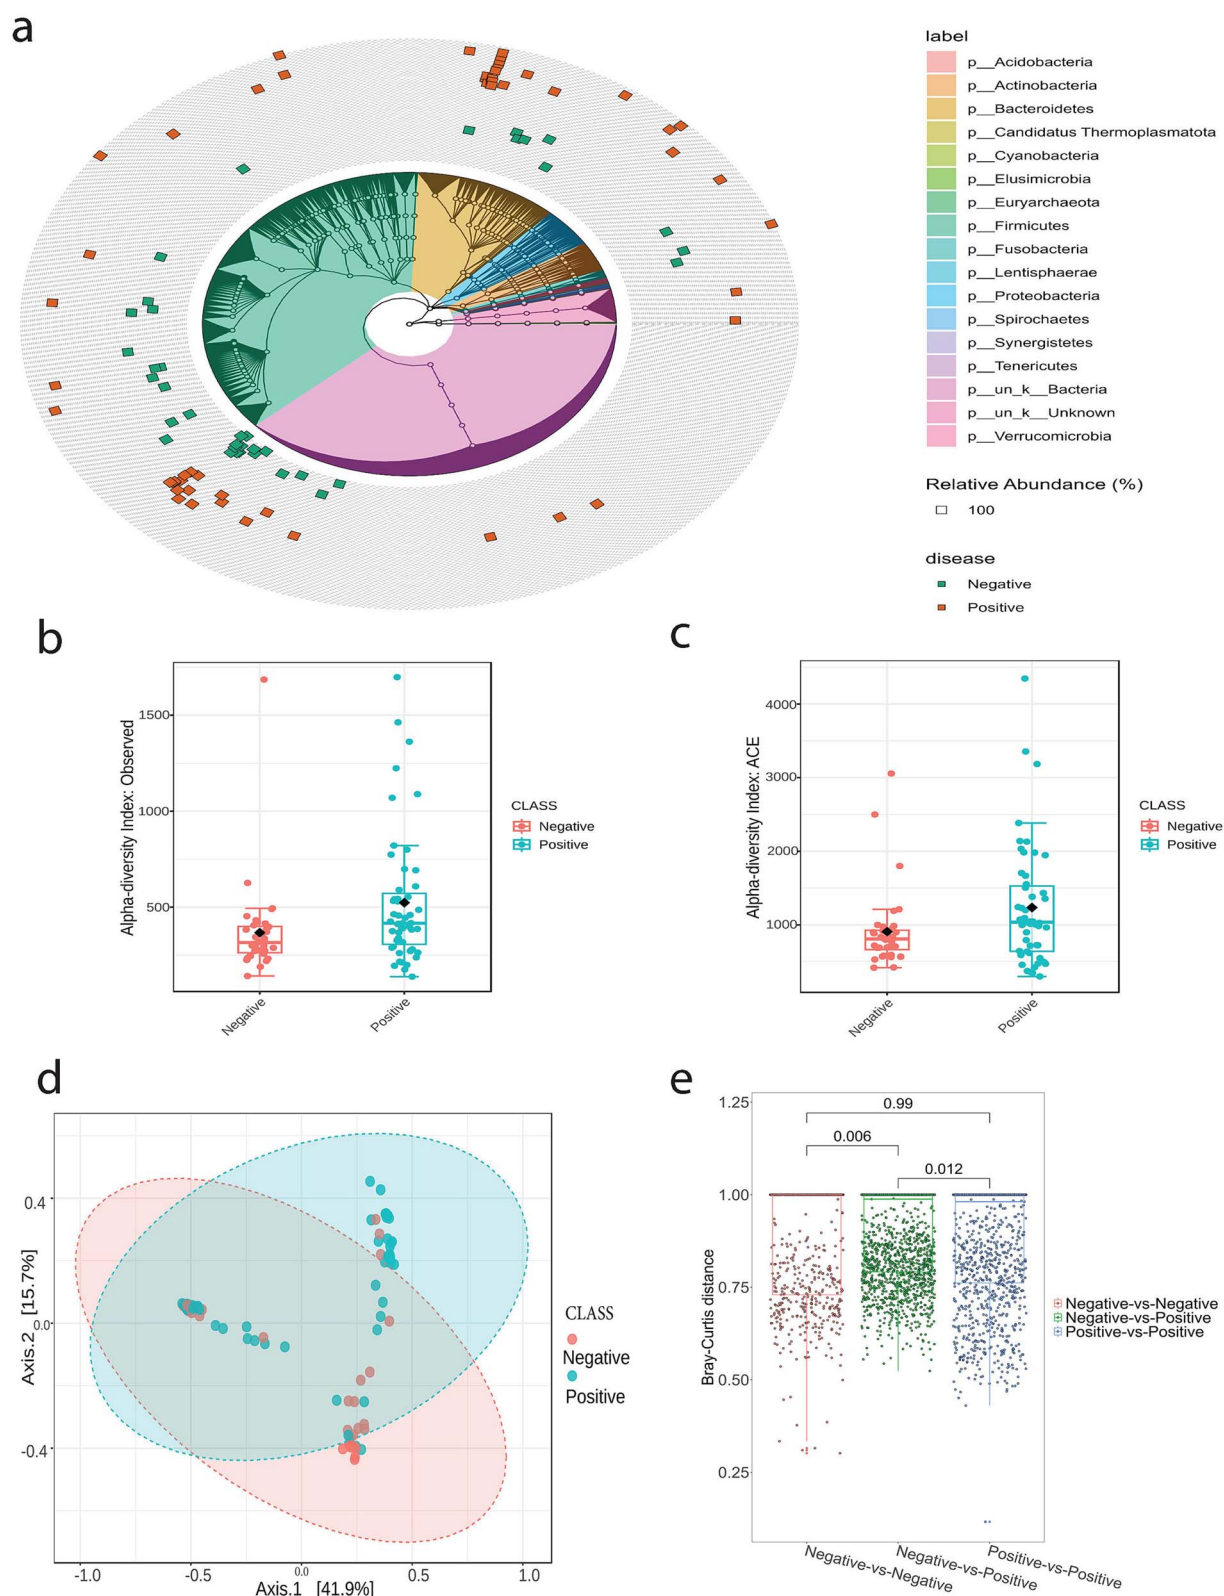 a
label
p__Acidobacteria
p__Actinobacteria
p__Bacteroidetes
p__Candidatus Thermoplasmatota
p__Cyanobacteria
p__Elusimicrobia
p__Euryarchaeota
p__Firmicutes
p__Fusobacteria
p__Lentisphaerae
p__Proteobacteria
p__Spirochaetes
p__Synergistetes
p__Tenericutes
p__un_k__Bacteria
p__un_k__Unknown
p__Verrucomicrobia
Relative Abundance (%)
100
disease
Negative
Positive
b
Alpha-diversity Index: Observed
1500
1000
500
Negative
Positive
CLASS
Negative
Positive
c
Alpha-diversity Index: ACE
4000
3000
2000
1000
Negative
Positive
CLASS
Negative
Positive
d
Axis.2 [15.7%]
0.4
0.0
-0.4
-1.0
-0.5
0.0
0.5
1.0
Axis.1 [41.9%]
CLASS
Negative
Positive
e
Bray-Curtis distance
1.25
1.00
0.75
0.50
0.25
0.99
0.006
0.012
Negative-vs-Negative
Negative-vs-Positive
Positive-vs-Positive
Negative-vs-Negative
Negative-vs-Positive
Positive-vs-Positive